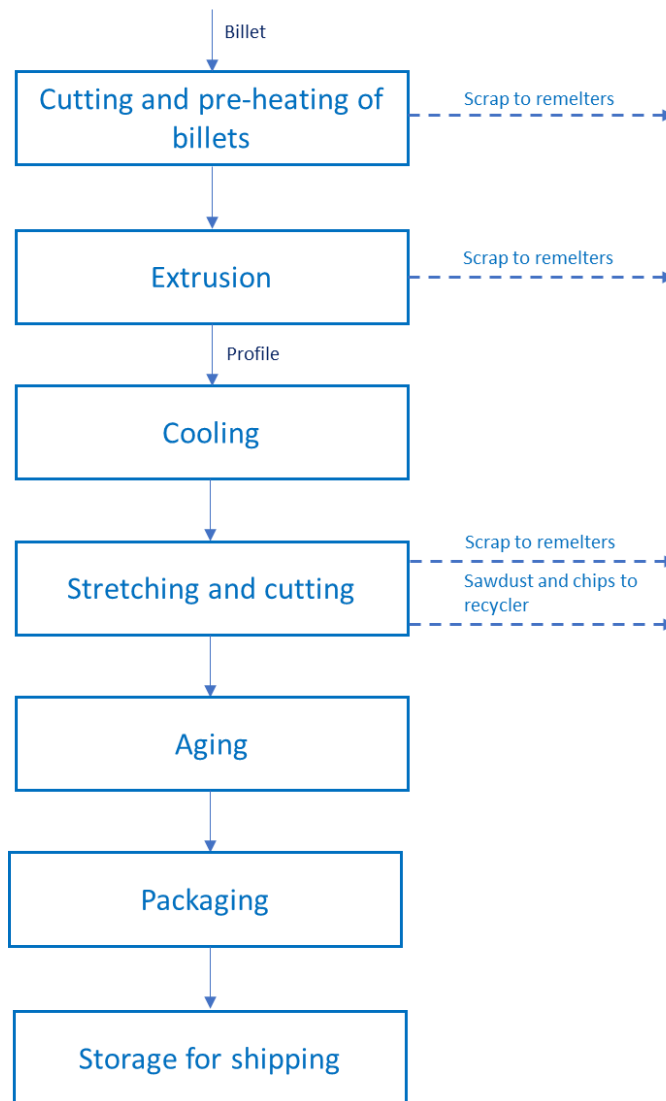 Billet
Cutting and pre-heating of
billets
Scrap to remelters
Extrusion
Scrap to remelters
Profile
Cooling
Stretching and cutting
Scrap to remelters
Sawdust and chips to
recycler
Aging
Packaging
Storage for shipping